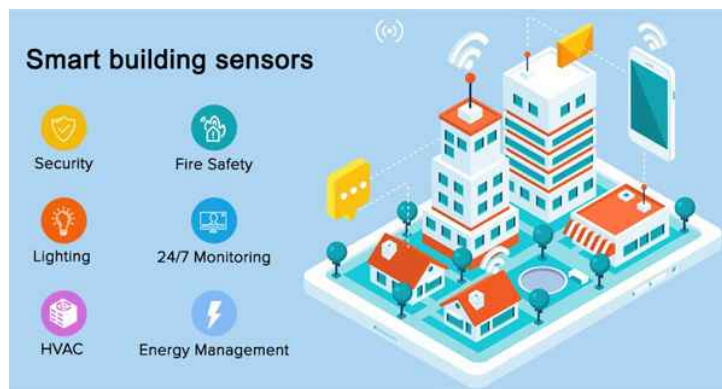 Smart building sensors
Security
Fire Safety
Lighting
24/7 Monitoring
HVAC
Energy Management